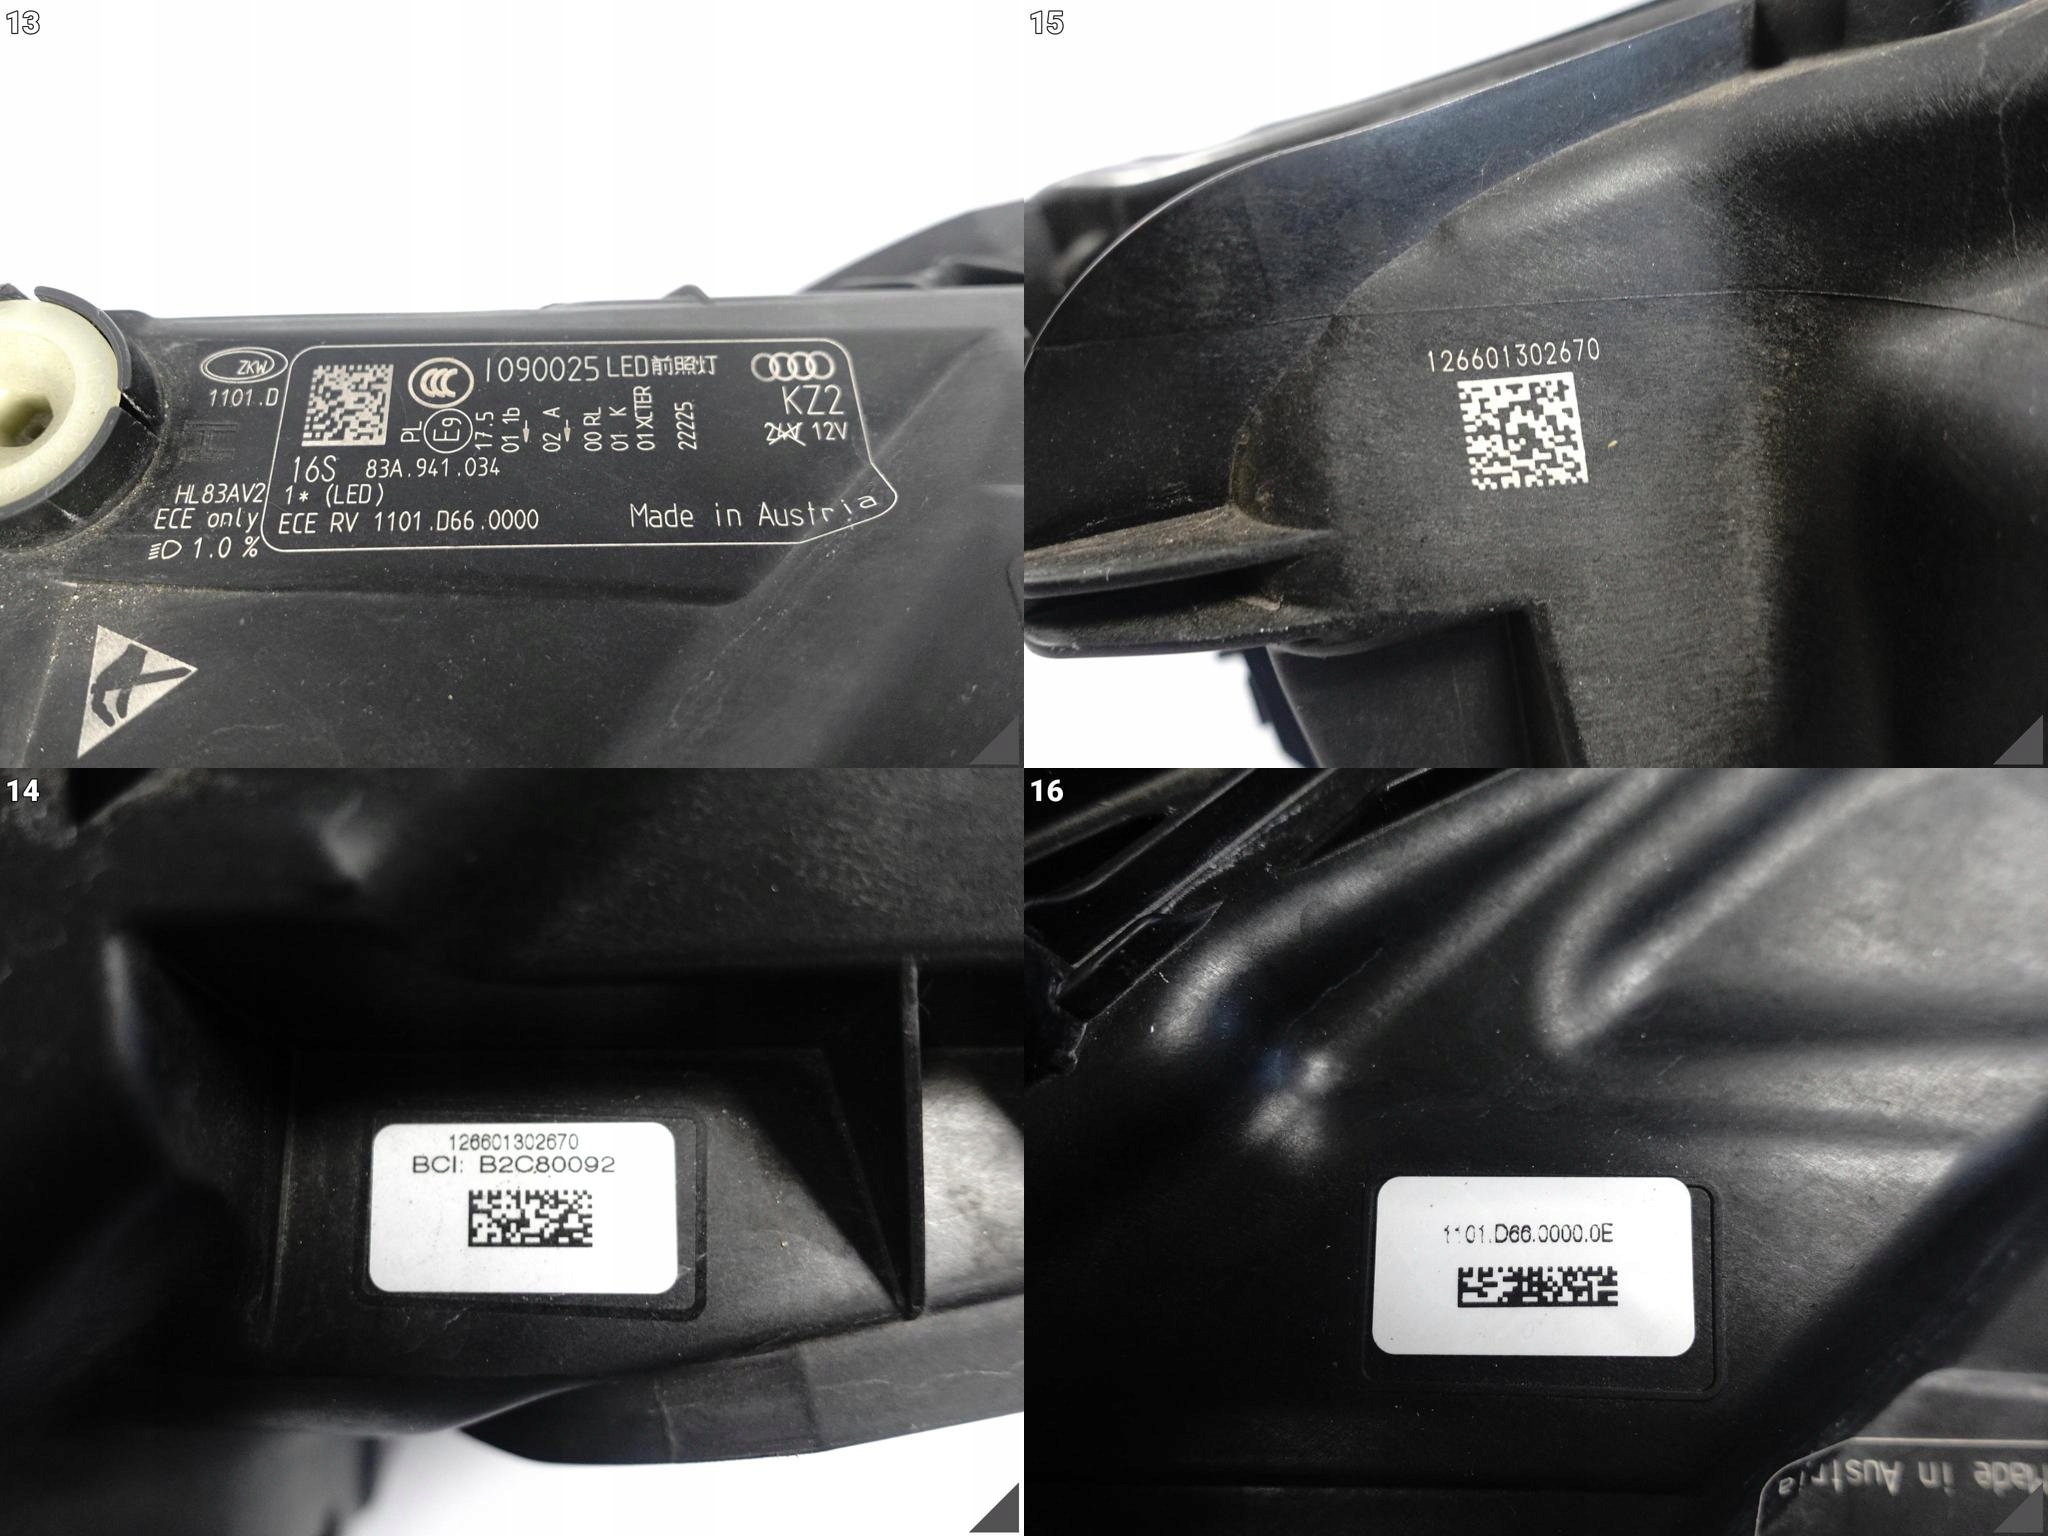 13
ZKW
1101.D
I090025 LED前照灯
KZ2
24V 12V
PL
E9
17.5
01 1b
02 A
00 RL
01 K
01 XCTER
22225
16S 83A.941.034
HL83AV2 1* (LED)
ECE only ECE RV 1101.D66.0000
1.0 %
Made in Austria
15
126601302670
14
126601302670
BCI: B2C80092
16
1101.D66.0000.0E
Made in Austria